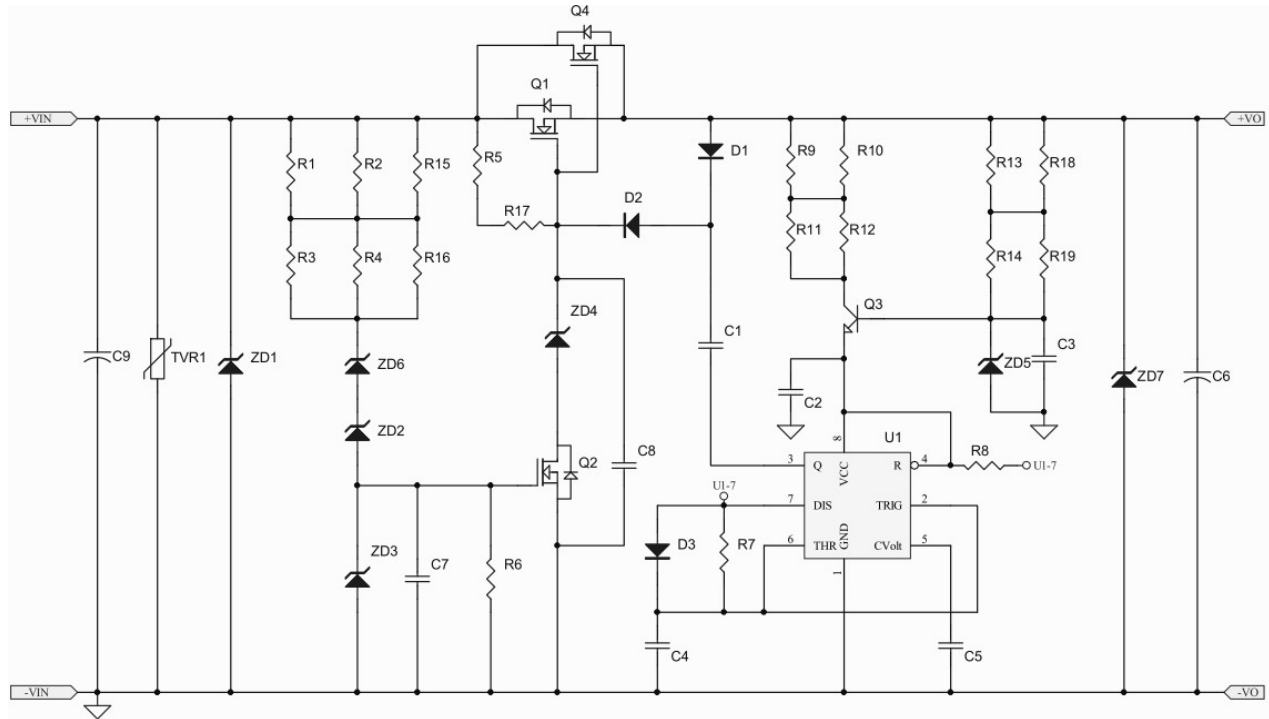 Q4
Q1
+VIN
+VO
R1
R2
R15
R5
D1
R9
R10
R13
R18
D2
R17
R3
R4
R16
R11
R12
R14
R19
Q3
ZD4
C1
C9
TVR1
ZD1
ZD6
ZD5
C3
ZD7
C6
C2
ZD2
U1
Q2
C8
8
R8
3
Q
VCC
R
4
U1-7
U1-7
7
DIS
TRIG
2
ZD3
C7
R6
D3
R7
6
THR
GND
CVolt
5
1
C4
C5
-VIN
-VO